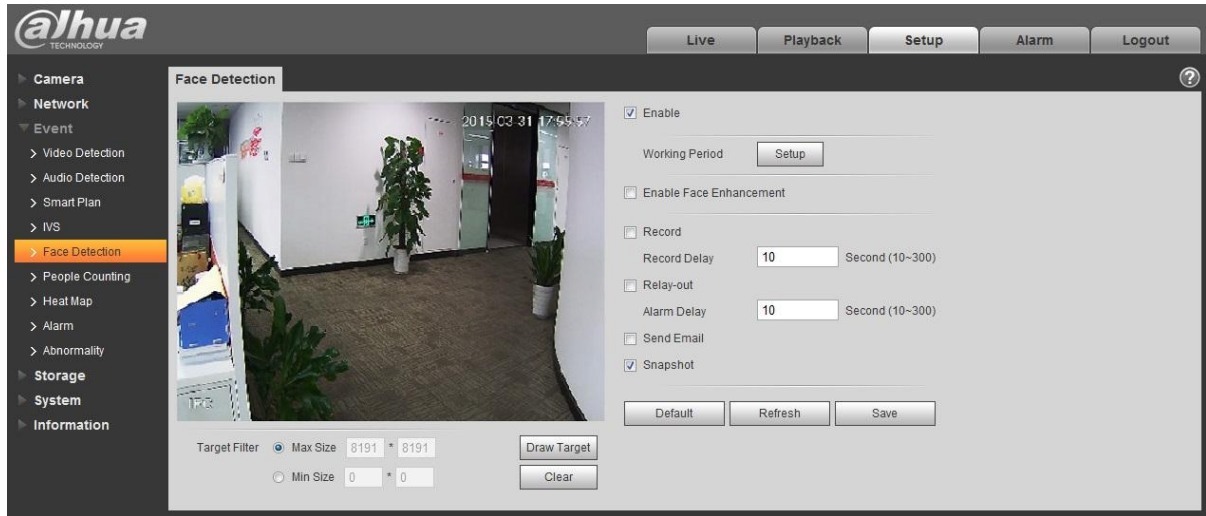 alhua
TECHNOLOGY
Live
Playback
Setup
Alarm
Logout
Camera
Network
Event
Video Detection
Audio Detection
Smart Plan
IVS
Face Detection
People Counting
Heat Map
Alarm
Abnormality
Storage
System
Information
Face Detection
2015-03-31 17:55:57
IPC
Target Filter Max Size 8191 * 8191 Draw Target
Min Size 0 * 0 Clear
Enable
Working Period Setup
Enable Face Enhancement
Record
Record Delay 10 Second (10~300)
Relay-out
Alarm Delay 10 Second (10~300)
Send Email
Snapshot
Default Refresh Save